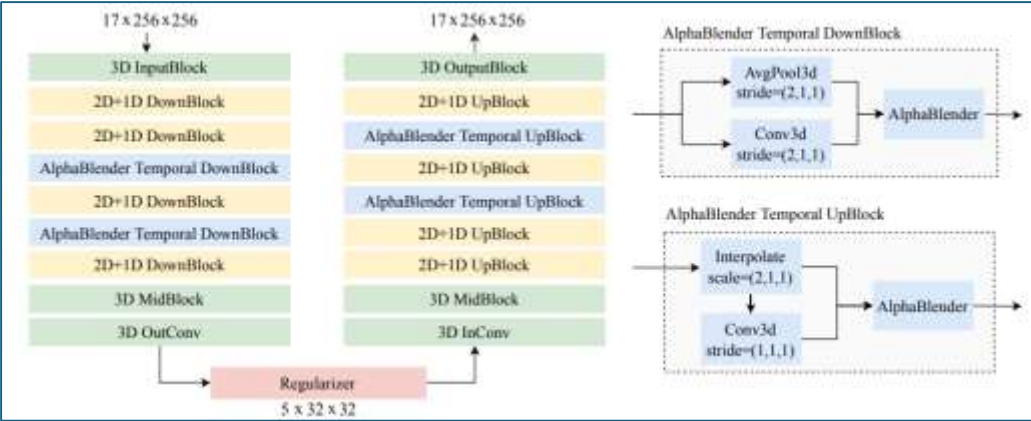 17 x 256 x 256
3D InputBlock
2D+1D DownBlock
2D+1D DownBlock
AlphaBlender Temporal DownBlock
2D+1D DownBlock
AlphaBlender Temporal DownBlock
2D+1D DownBlock
3D MidBlock
3D OutConv
17 x 256 x 256
3D OutputBlock
2D+1D UpBlock
AlphaBlender Temporal UpBlock
2D+1D UpBlock
AlphaBlender Temporal UpBlock
2D+1D UpBlock
2D+1D UpBlock
3D MidBlock
3D InConv
Regularizer
5 x 32 x 32
AlphaBlender Temporal DownBlock
AvgPool3d
stride=(2,1,1)
Conv3d
stride=(2,1,1)
AlphaBlender
AlphaBlender Temporal UpBlock
Interpolate
scale=(2,1,1)
Conv3d
stride=(1,1,1)
AlphaBlender